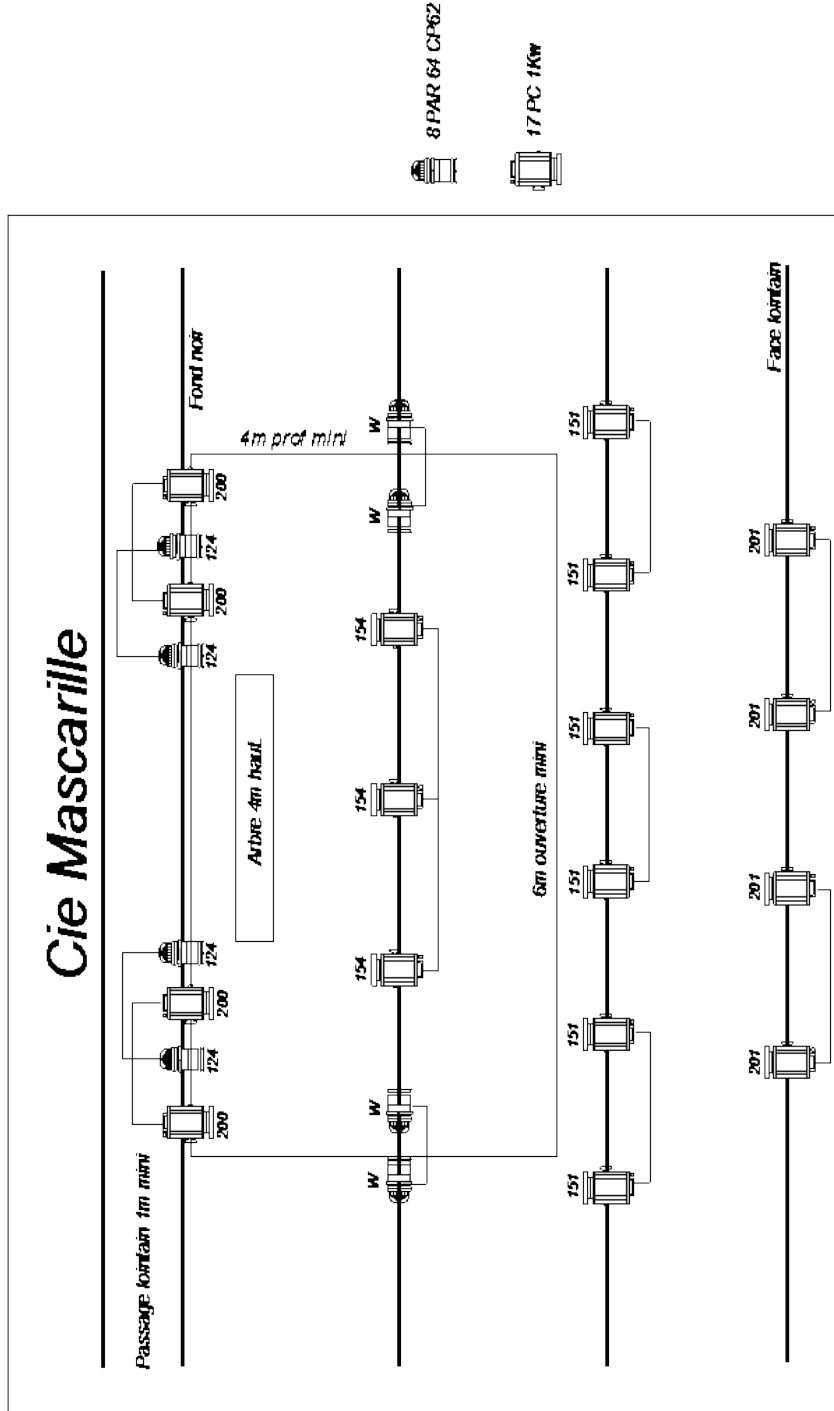 Cie Mascarille
Passage lointain 1m mini
Fond noir
200 124 200 124 124 200 124 200
4m prof mini
Arbre 4m haut
W W 154 154 154 W W
8 PAR 64 CP62
17 PC 1Kw
6m ouverture mini
151 151 151 151 151 151
201 201 201 201
Face lointain